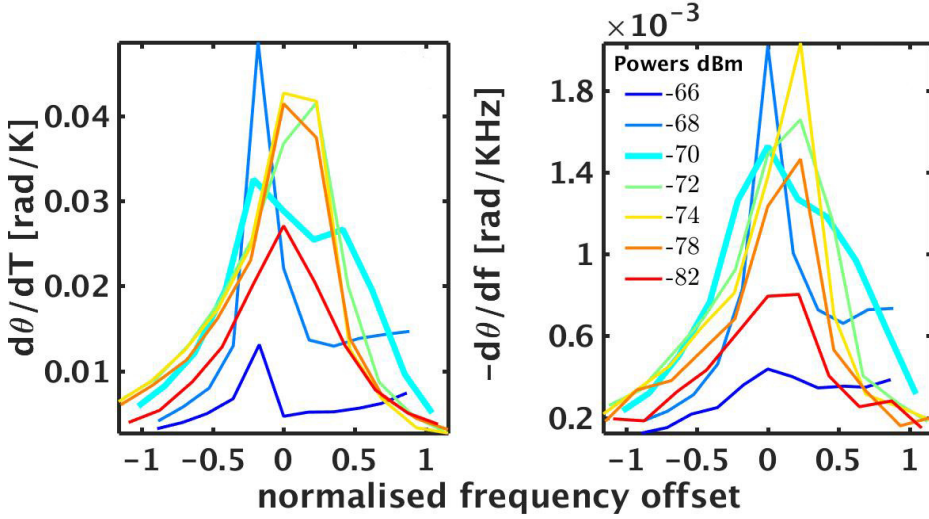 ×10⁻³
dθ/dT [rad/K]
0.04
0.03
0.02
0.01
-1 -0.5 0 0.5 1
-dθ/df [rad/KHz]
1.8
1.4
1
0.6
0.2
Powers dBm
-66
-68
-70
-72
-74
-78
-82
-1 -0.5 0 0.5 1
normalised frequency offset